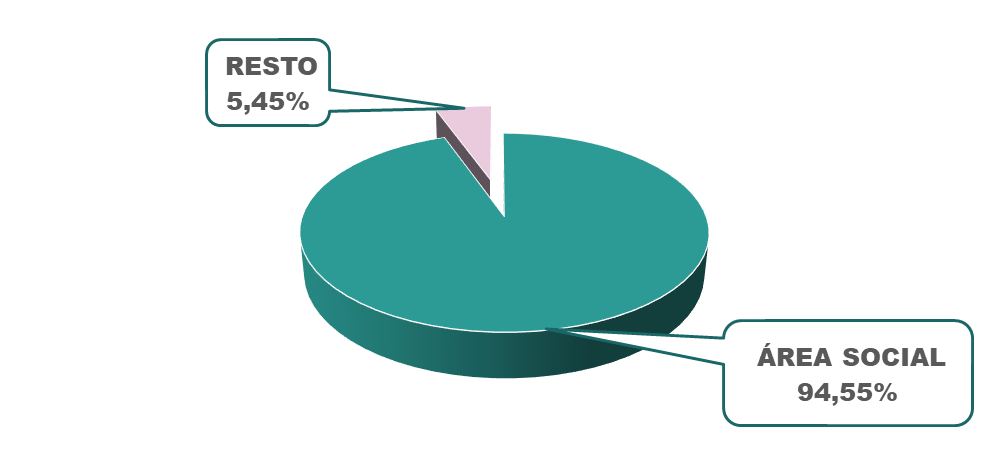 RESTO
5,45%
ÁREA SOCIAL
94,55%